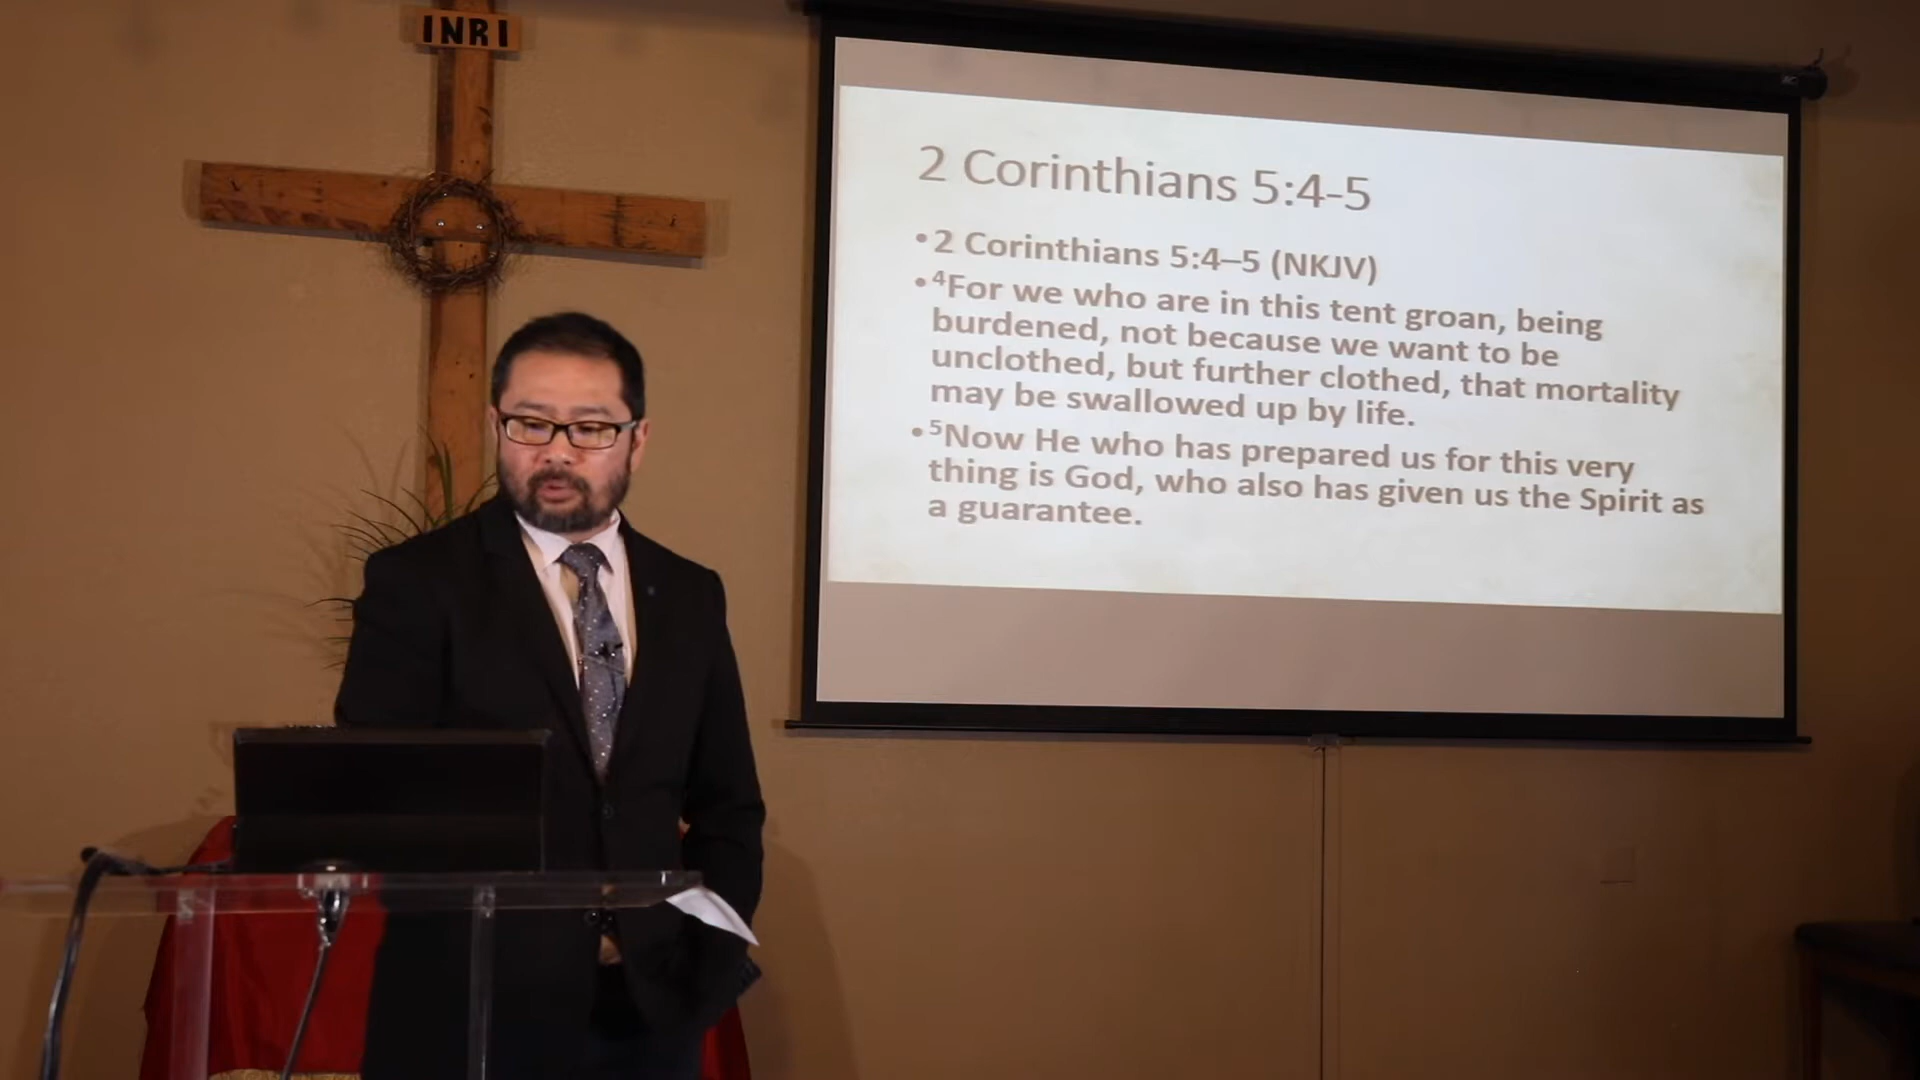 INRI
2 Corinthians 5:4-5
•2 Corinthians 5:4–5 (NKJV)
•⁴For we who are in this tent groan, being
burdened, not because we want to be
unclothed, but further clothed, that mortality
may be swallowed up by life.
•⁵Now He who has prepared us for this very
thing is God, who also has given us the Spirit as
a guarantee.